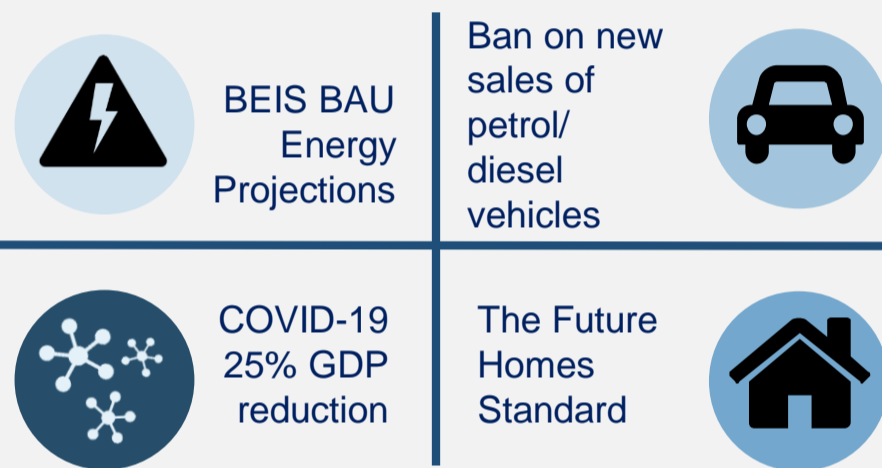 BEIS BAU
Energy
Projections
Ban on new
sales of
petrol/
diesel
vehicles
COVID-19
25% GDP
reduction
The Future
Homes
Standard